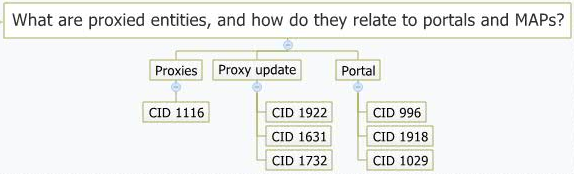 What are proxied entities, and how do they relate to portals and MAPs?
Proxies
Proxy update
Portal
CID 1116
CID 1922
CID 996
CID 1631
CID 1918
CID 1732
CID 1029